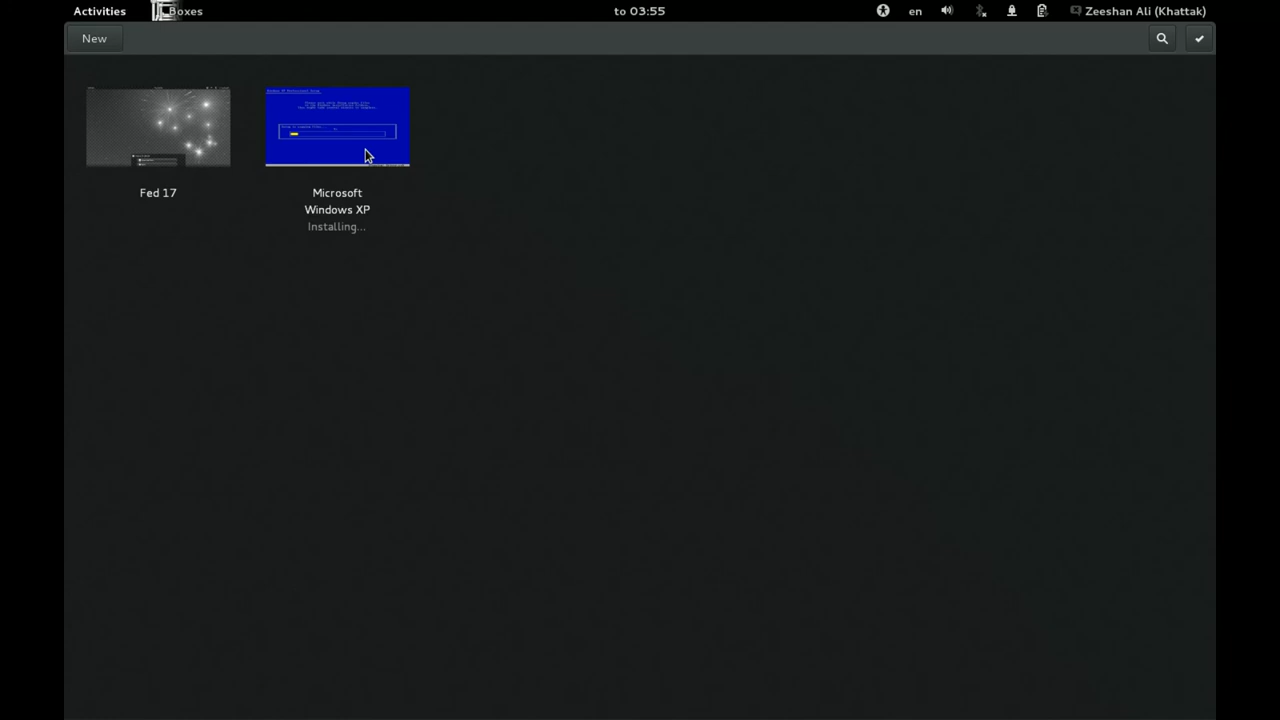 Activities
Boxes
to 03:55
en
Zeeshan Ali (Khattak)
New
Fed 17
Microsoft
Windows XP
Installing...